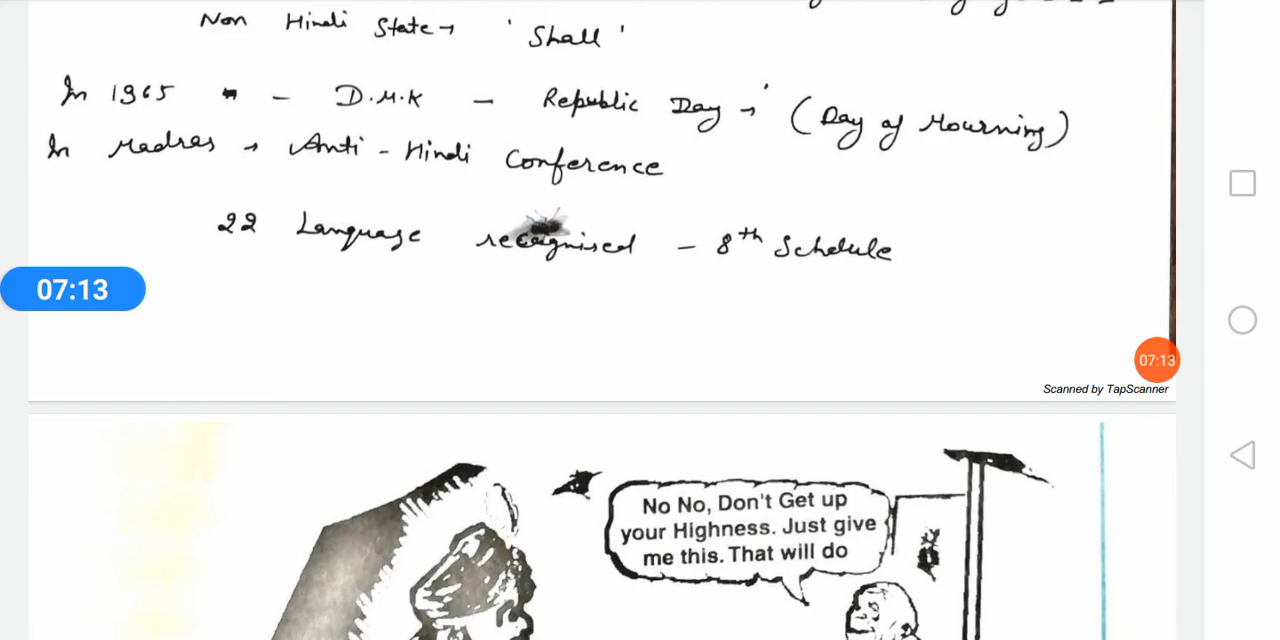 Non Hindi State → 'Shall'
In 1965 - D.M.K - Republic Day → (Day of Mourning)
In Madras → Anti - Hindi Conference
22 Language recognised - 8th Schedule
07:13
07:13
Scanned by TapScanner
No No, Don't Get up
your Highness. Just give
me this. That will do